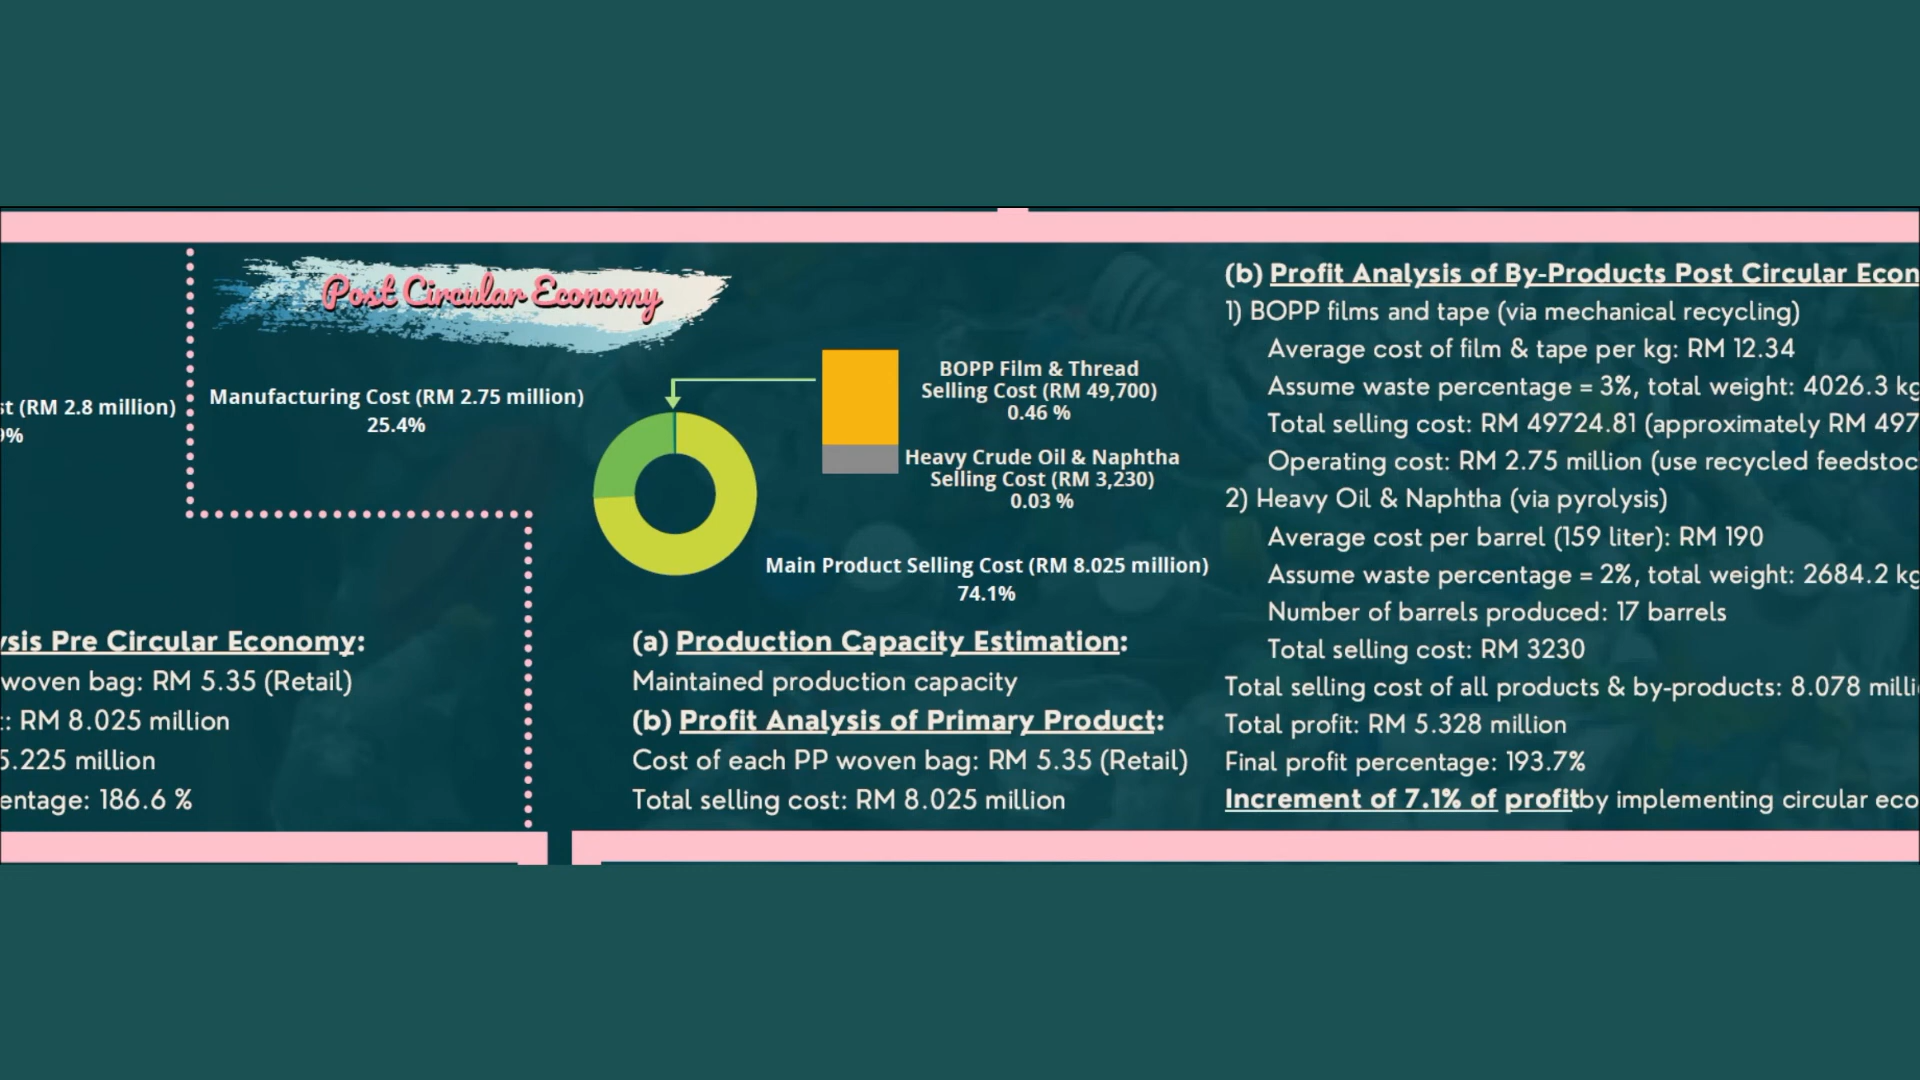 st (RM 2.8 million)
9%
ysis Pre Circular Economy:
woven bag: RM 5.35 (Retail)
: RM 8.025 million
5.225 million
entage: 186.6 %
Post Circular Economy
Manufacturing Cost (RM 2.75 million)
25.4%
BOPP Film & Thread
Selling Cost (RM 49,700)
0.46 %
Heavy Crude Oil & Naphtha
Selling Cost (RM 3,230)
0.03 %
Main Product Selling Cost (RM 8.025 million)
74.1%
(a) Production Capacity Estimation:
Maintained production capacity
(b) Profit Analysis of Primary Product:
Cost of each PP woven bag: RM 5.35 (Retail)
Total selling cost: RM 8.025 million
(b) Profit Analysis of By-Products Post Circular Econ
1) BOPP films and tape (via mechanical recycling)
Average cost of film & tape per kg: RM 12.34
Assume waste percentage = 3%, total weight: 4026.3 kg
Total selling cost: RM 49724.81 (approximately RM 497
Operating cost: RM 2.75 million (use recycled feedstoc
2) Heavy Oil & Naphtha (via pyrolysis)
Average cost per barrel (159 liter): RM 190
Assume waste percentage = 2%, total weight: 2684.2 kg
Number of barrels produced: 17 barrels
Total selling cost: RM 3230
Total selling cost of all products & by-products: 8.078 milli
Total profit: RM 5.328 million
Final profit percentage: 193.7%
Increment of 7.1% of profitby implementing circular eco